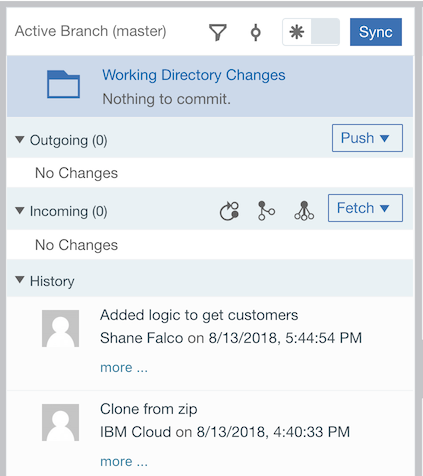 Active Branch (master)
Sync
Working Directory Changes
Nothing to commit.
Outgoing (0)
Push
No Changes
Incoming (0)
Fetch
No Changes
History
Added logic to get customers
Shane Falco on 8/13/2018, 5:44:54 PM
more ...
Clone from zip
IBM Cloud on 8/13/2018, 4:40:33 PM
more ...